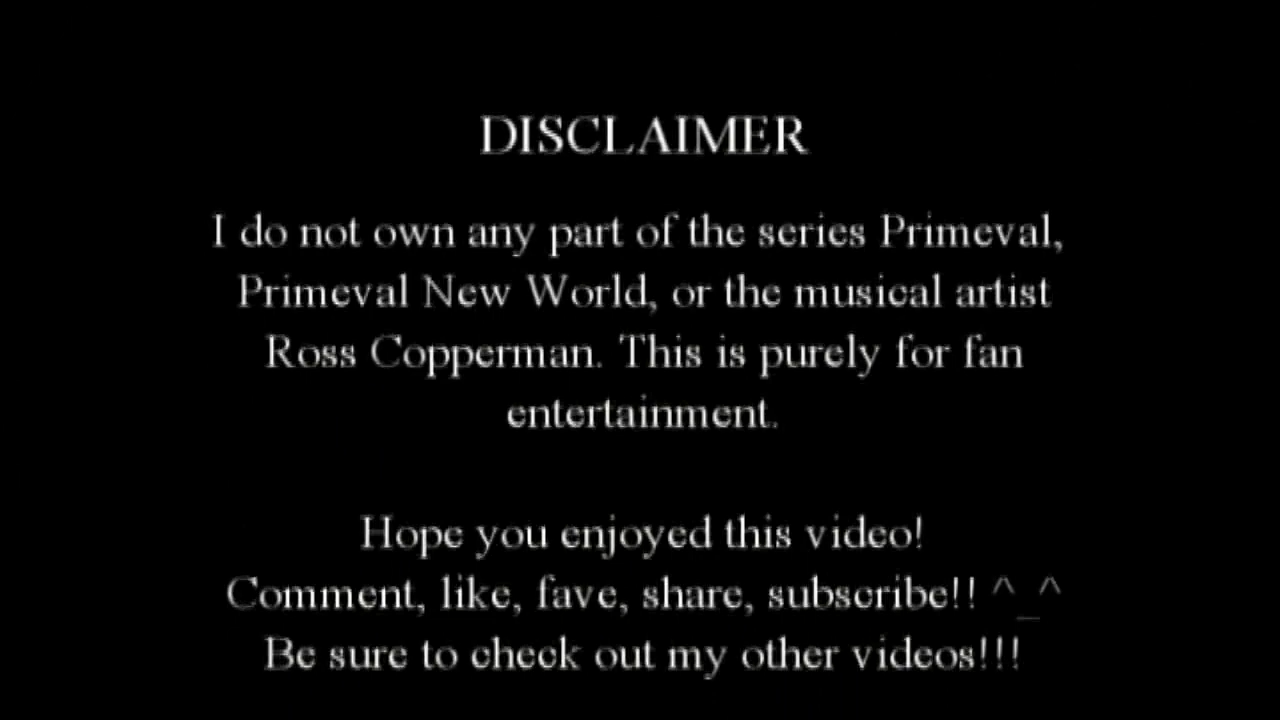 DISCLAIMER
I do not own any part of the series Primeval,
Primeval New World, or the musical artist
Ross Copperman. This is purely for fan
entertainment.
Hope you enjoyed this video!
Comment, like, fave, share, subscribe!! ^_^
Be sure to check out my other videos!!!